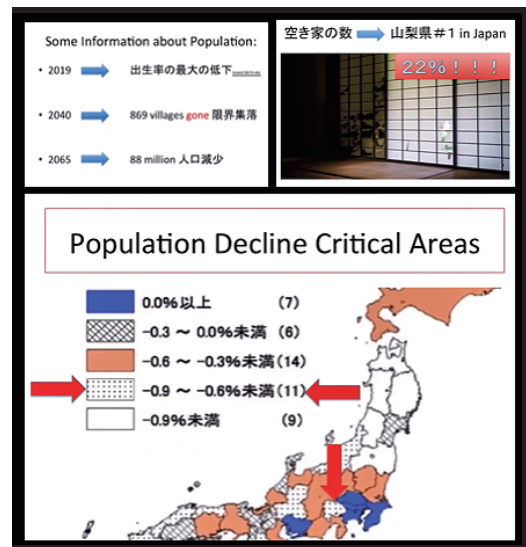 Some Information about Population:
• 2019 出生率の最大の低下
• 2040 869 villages gone 限界集落
• 2065 88 million 人口減少
空き家の数 山梨県＃1 in Japan
22%！！！
Population Decline Critical Areas
0.0%以上 (7)
−0.3 ～ 0.0%未満 (6)
−0.6 ～ −0.3%未満 (14)
−0.9 ～ −0.6%未満 (11)
−0.9%未満 (9)